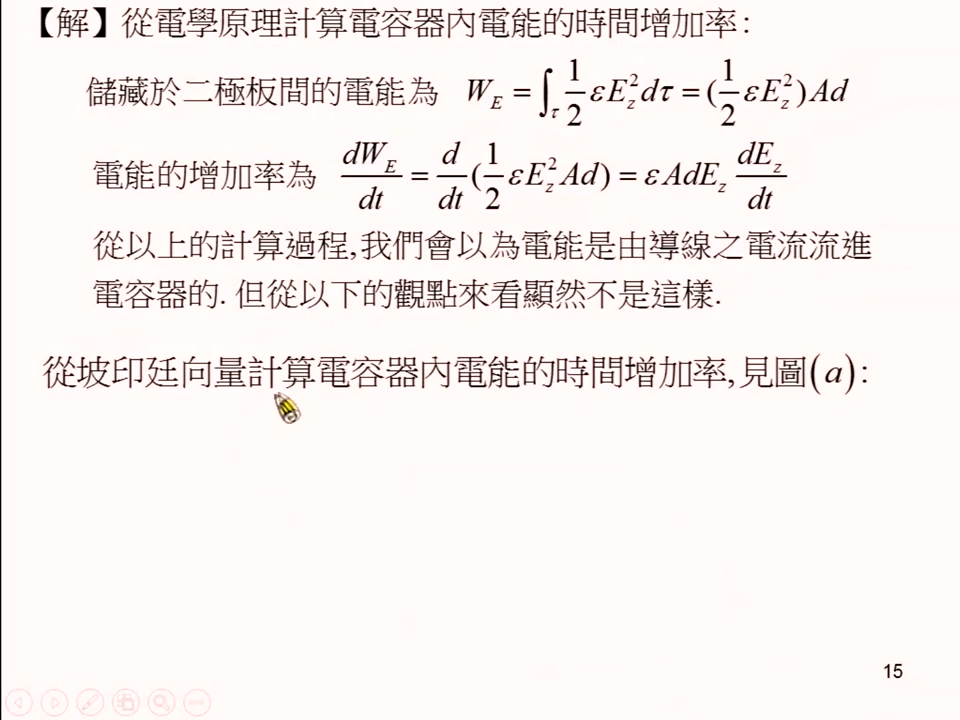 【解】從電學原理計算電容器內電能的時間增加率:
儲藏於二極板間的電能為 W_E = ∫_τ 1/2 εE_z^2 dτ = (1/2 εE_z^2)Ad
電能的增加率為 dW_E/dt = d/dt (1/2 εE_z^2 Ad) = εAdE_z dE_z/dt
從以上的計算過程,我們會以為電能是由導線之電流流進
電容器的. 但從以下的觀點來看顯然不是這樣.
從坡印廷向量計算電容器內電能的時間增加率,見圖(a):
15